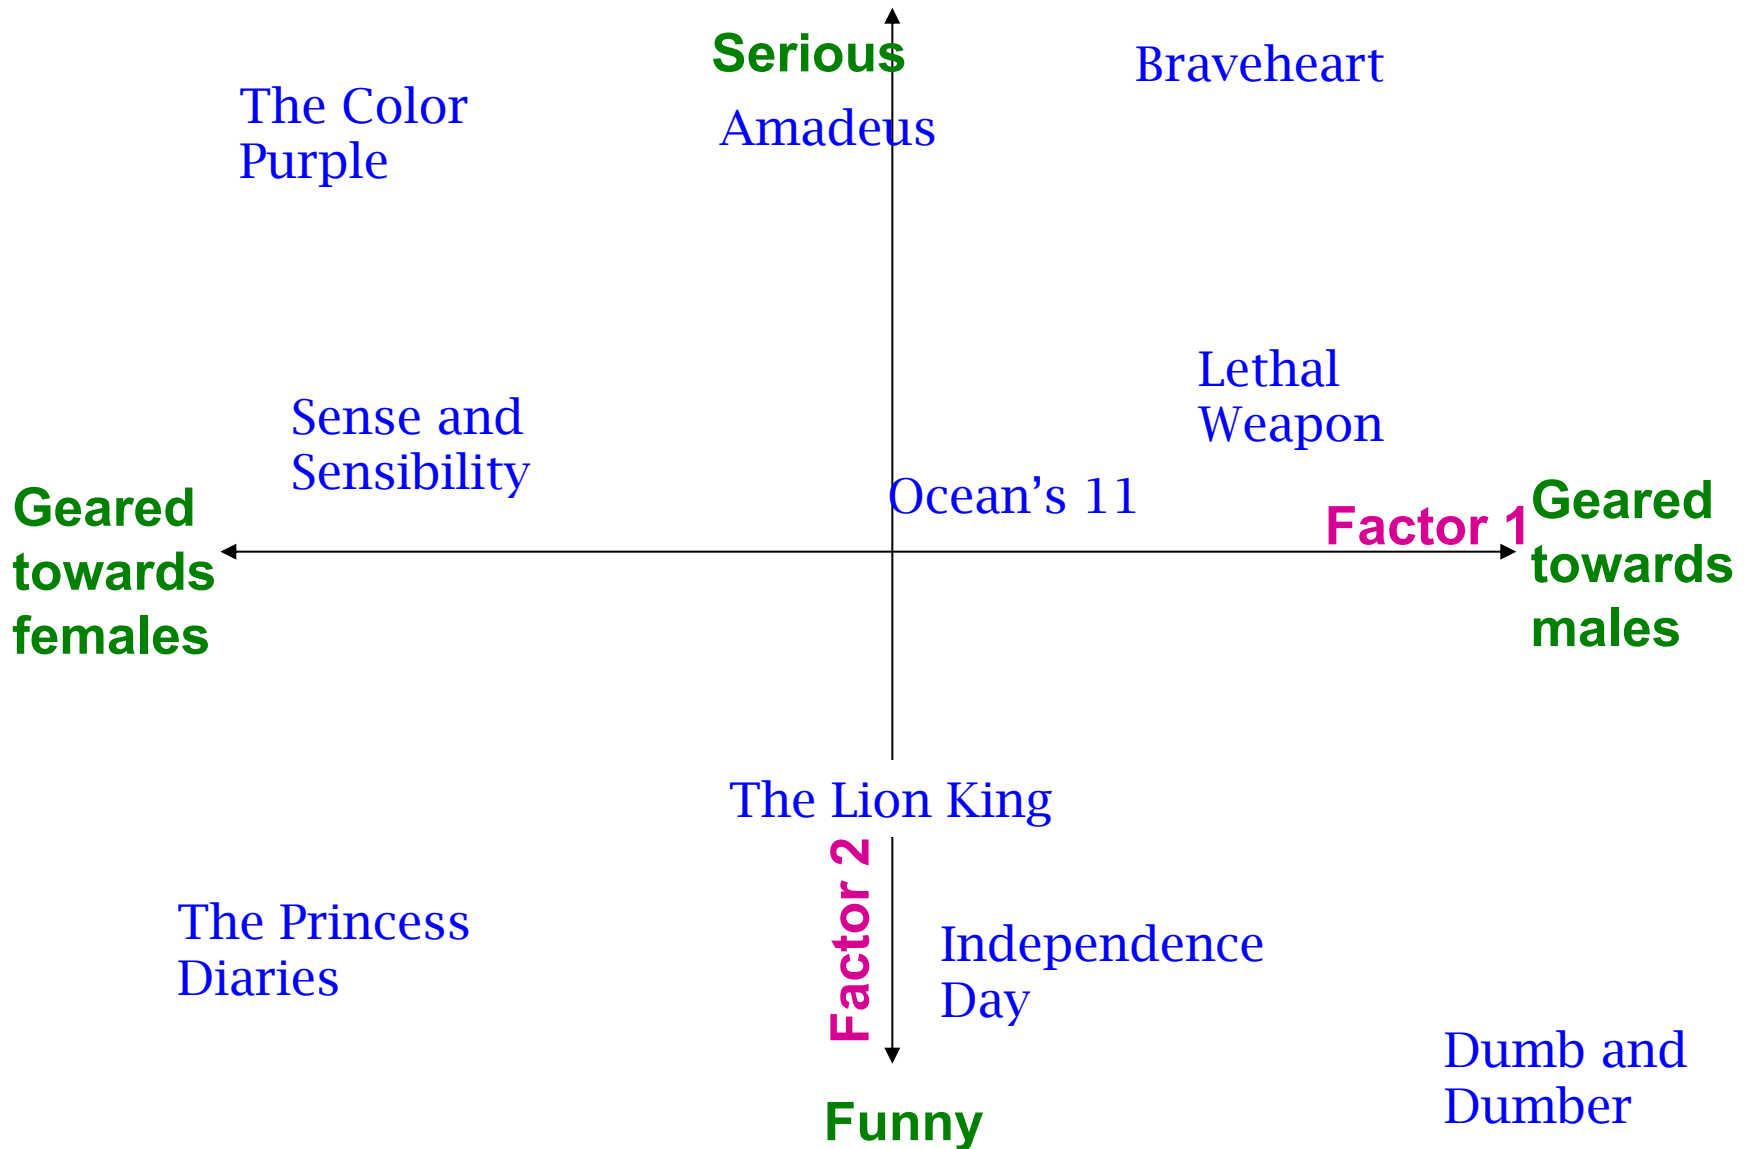 Serious
Braveheart
The Color
Purple
Amadeus
Lethal
Weapon
Sense and
Sensibility
Ocean’s 11
Factor 1
Geared
towards
females
Geared
towards
males
The Lion King
Factor 2
The Princess
Diaries
Independence
Day
Dumb and
Dumber
Funny